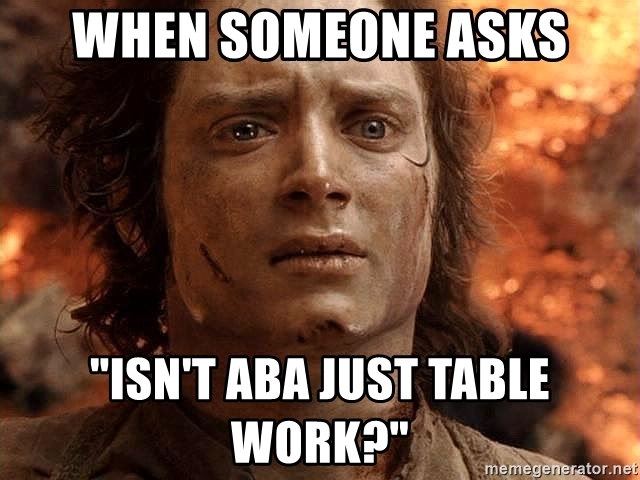 WHEN SOMEONE ASKS
"ISN'T ABA JUST TABLE
WORK?"
memegenerator.net